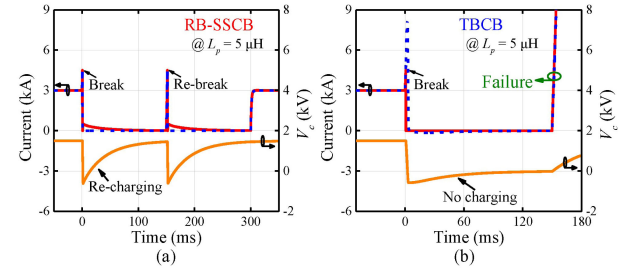 9
6
3
0
-3
-6
Current (kA)
RB-SSCB
@ Lp = 5 μH
Break
Re-break
Re-charging
8
6
4
2
0
-2
Vc (kV)
0
100
200
300
Time (ms)
(a)
9
6
3
0
-3
-6
Current (kA)
TBCB
@ Lp = 5 μH
Break
Failure
No charging
8
6
4
2
0
-2
Vc (kV)
0
60
120
180
Time (ms)
(b)